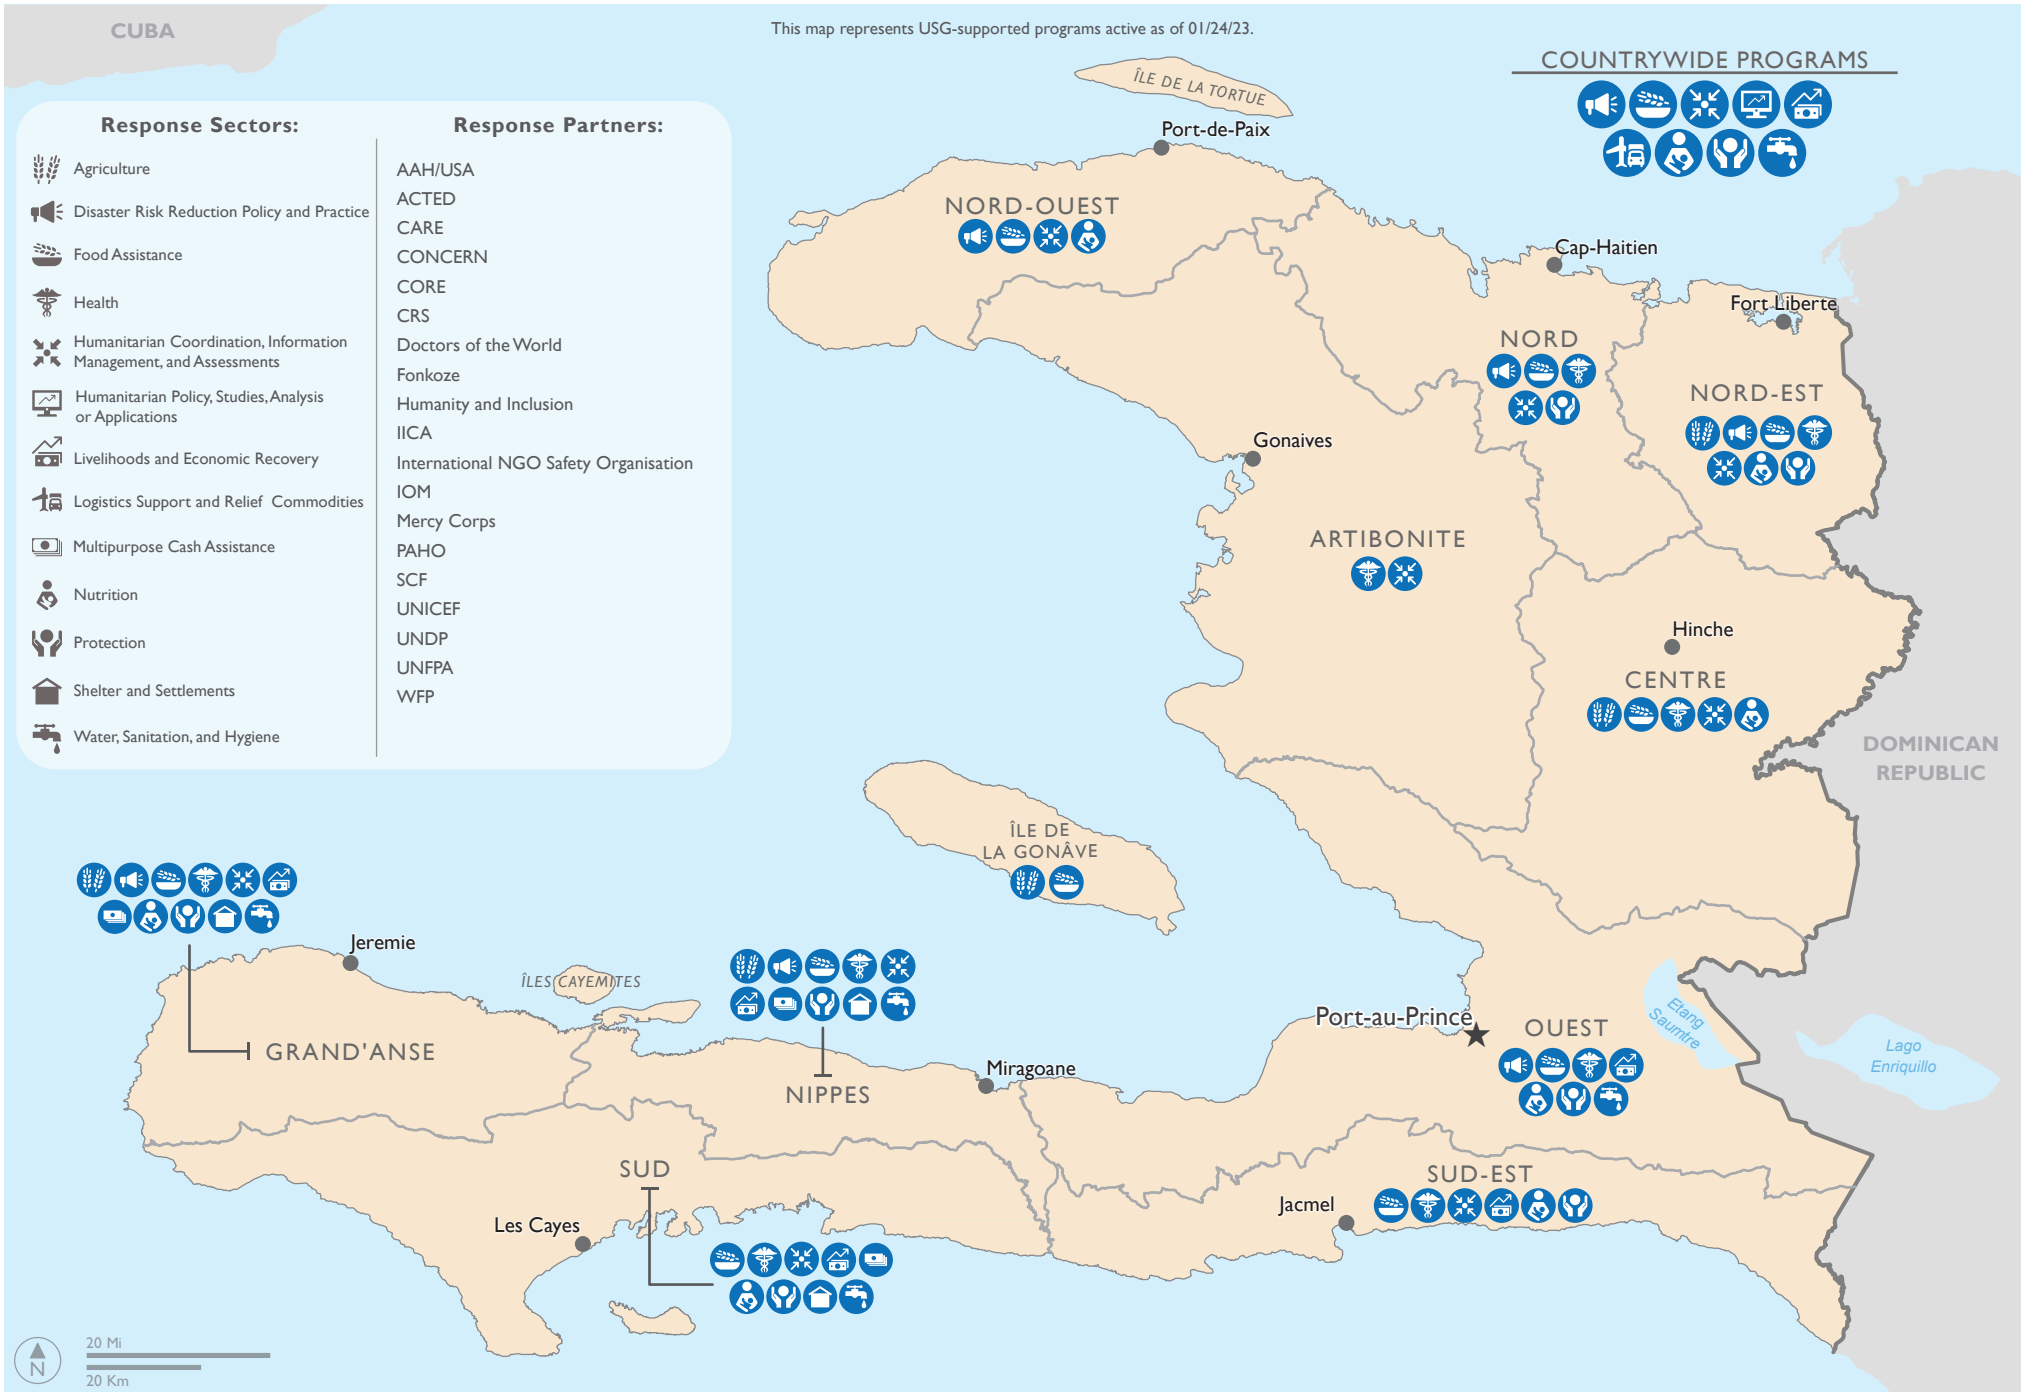 This map represents USG-supported programs active as of 01/24/23.
CUBA
COUNTRYWIDE PROGRAMS
Response Sectors:
Agriculture
Disaster Risk Reduction Policy and Practice
Food Assistance
Health
Humanitarian Coordination, Information
Management, and Assessments
Humanitarian Policy, Studies, Analysis
or Applications
Livelihoods and Economic Recovery
Logistics Support and Relief Commodities
Multipurpose Cash Assistance
Nutrition
Protection
Shelter and Settlements
Water, Sanitation, and Hygiene
Response Partners:
AAH/USA
ACTED
CARE
CONCERN
CORE
CRS
Doctors of the World
Fonkoze
Humanity and Inclusion
IICA
International NGO Safety Organisation
IOM
Mercy Corps
PAHO
SCF
UNICEF
UNDP
UNFPA
WFP
ÎLE DE LA TORTUE
Port-de-Paix
NORD-OUEST
Cap-Haitien
Fort Liberte
NORD
NORD-EST
Gonaives
ARTIBONITE
Hinche
CENTRE
DOMINICAN
REPUBLIC
ÎLE DE
LA GONÂVE
Jeremie
ÎLES CAYEMITES
GRAND'ANSE
NIPPES
Miragoane
Port-au-Prince
OUEST
Etang
Saumtre
Lago
Enriquillo
SUD
SUD-EST
Jacmel
Les Cayes
20 Mi
20 Km
N